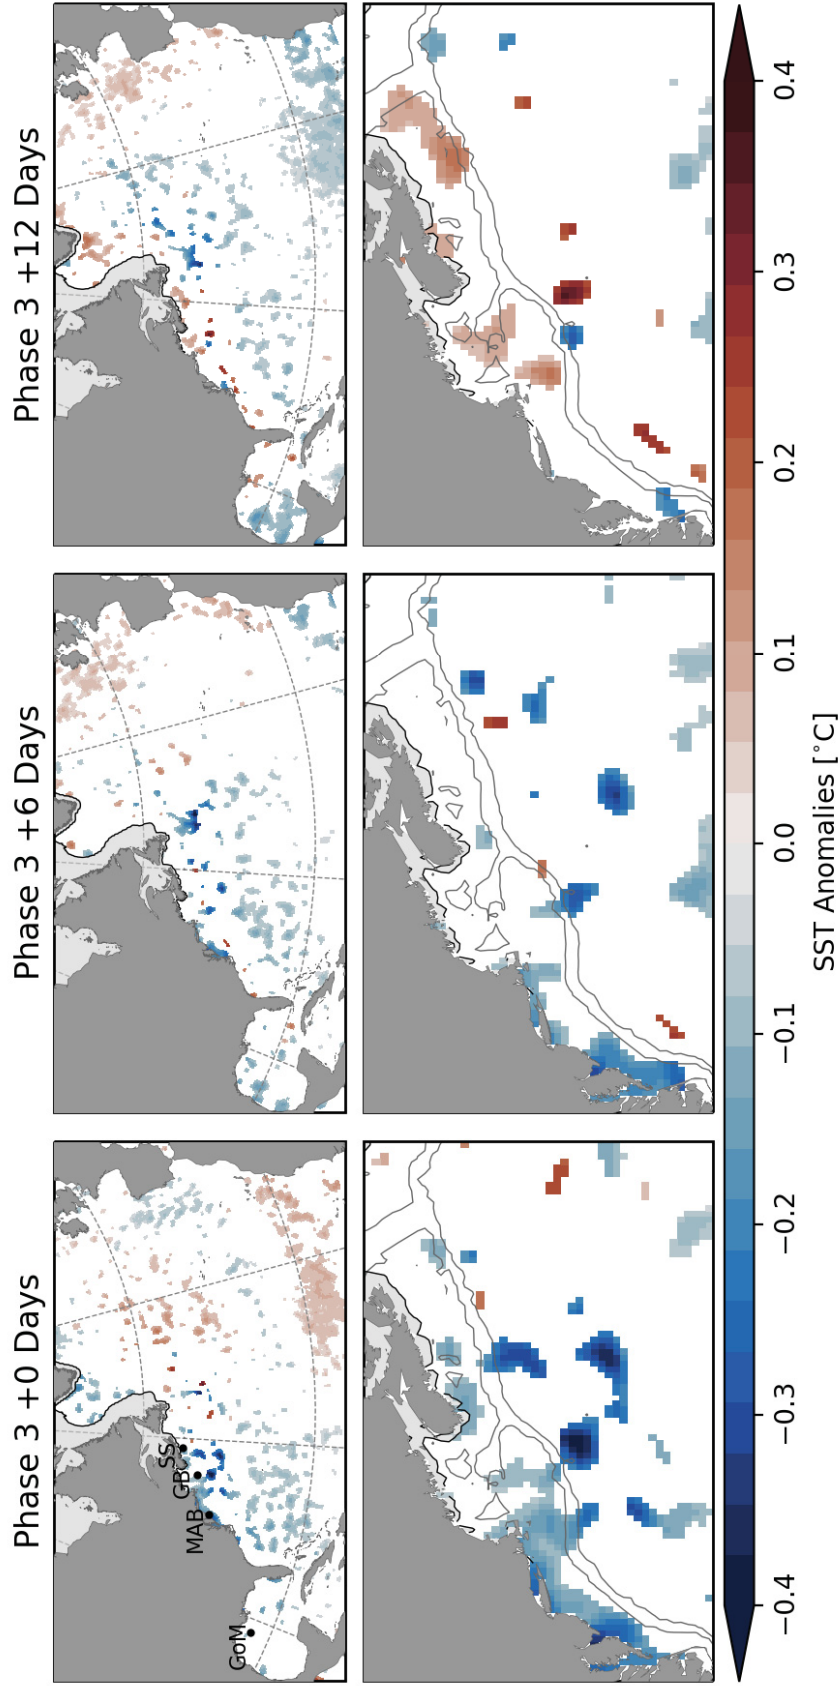 Phase 3 +0 Days
Phase 3 +6 Days
Phase 3 +12 Days
GoM
MAB
GB
SS
−0.4
−0.3
−0.2
−0.1
0.0
0.1
0.2
0.3
0.4
SST Anomalies [°C]